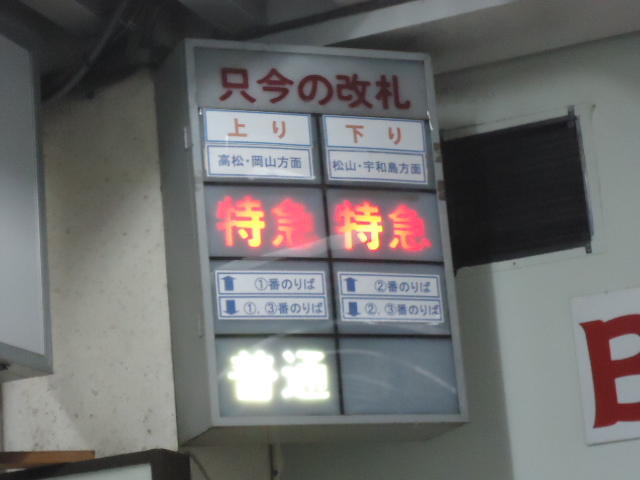 只今の改札
上り 下り
高松・岡山方面 松山・宇和島方面
特急 特急
⬆ ①番のりば ⬆ ②番のりば
⬇ ①,③番のりば ⬇ ②,③番のりば
普通
B